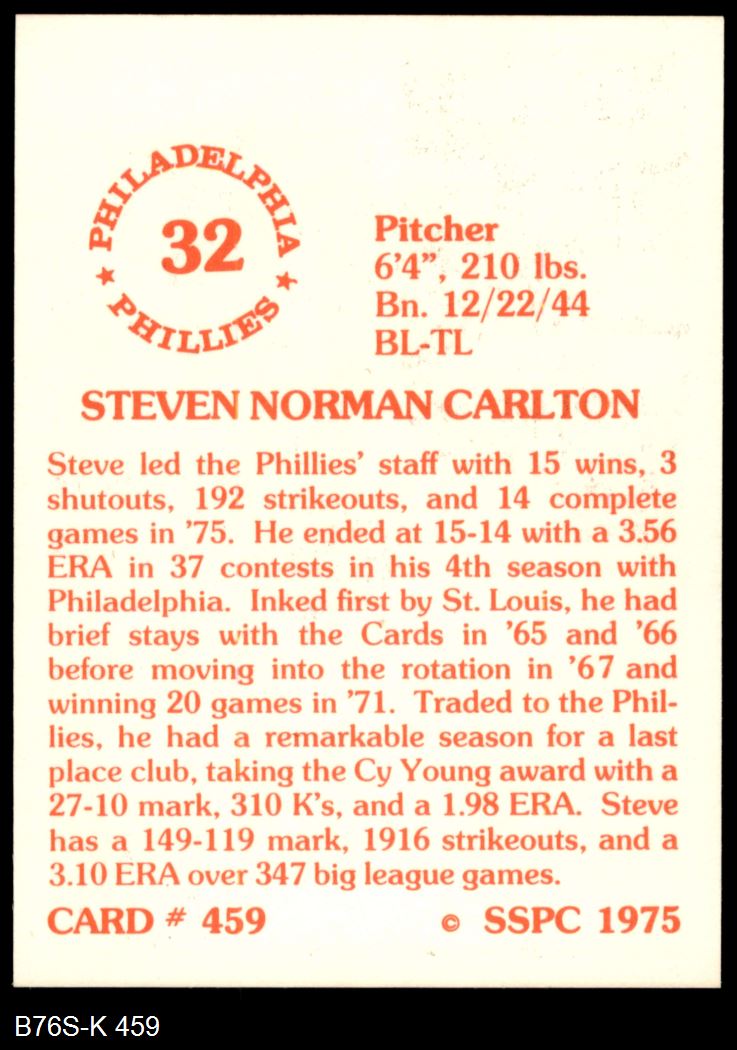 PHILADELPHIA
32
★ PHILLIES ★
Pitcher
6'4", 210 lbs.
Bn. 12/22/44
BL-TL
STEVEN NORMAN CARLTON
Steve led the Phillies' staff with 15 wins, 3
shutouts, 192 strikeouts, and 14 complete
games in '75. He ended at 15-14 with a 3.56
ERA in 37 contests in his 4th season with
Philadelphia. Inked first by St. Louis, he had
brief stays with the Cards in '65 and '66
before moving into the rotation in '67 and
winning 20 games in '71. Traded to the Phil-
lies, he had a remarkable season for a last
place club, taking the Cy Young award with a
27-10 mark, 310 K's, and a 1.98 ERA. Steve
has a 149-119 mark, 1916 strikeouts, and a
3.10 ERA over 347 big league games.
CARD # 459 © SSPC 1975
B76S-K 459